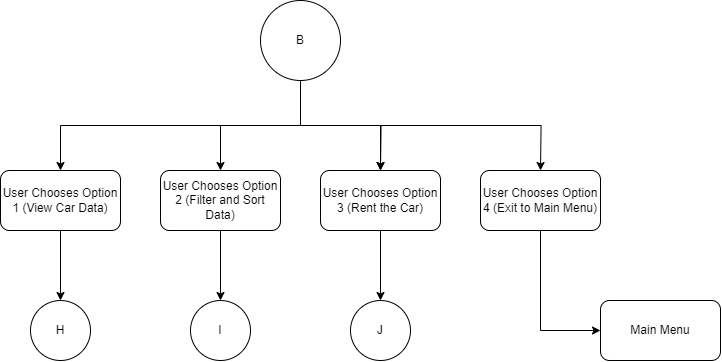 B
User Chooses Option
1 (View Car Data)
User Chooses Option
2 (Filter and Sort
Data)
User Chooses Option
3 (Rent the Car)
User Chooses Option
4 (Exit to Main Menu)
H
I
J
Main Menu